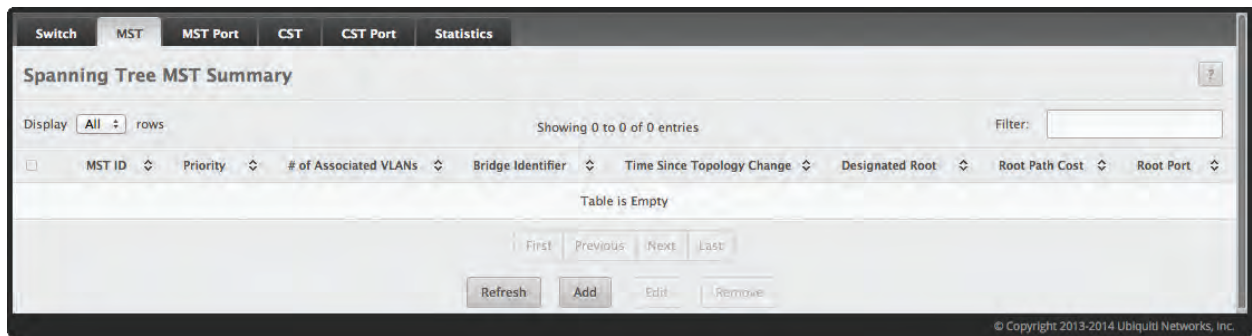 Switch MST MST Port CST CST Port Statistics
Spanning Tree MST Summary ?
Display All rows Showing 0 to 0 of 0 entries Filter:
MST ID Priority # of Associated VLANs Bridge Identifier Time Since Topology Change Designated Root Root Path Cost Root Port
Table is Empty
First Previous Next Last
Refresh Add Edit Remove
© Copyright 2013-2014 Ubiquiti Networks, Inc.